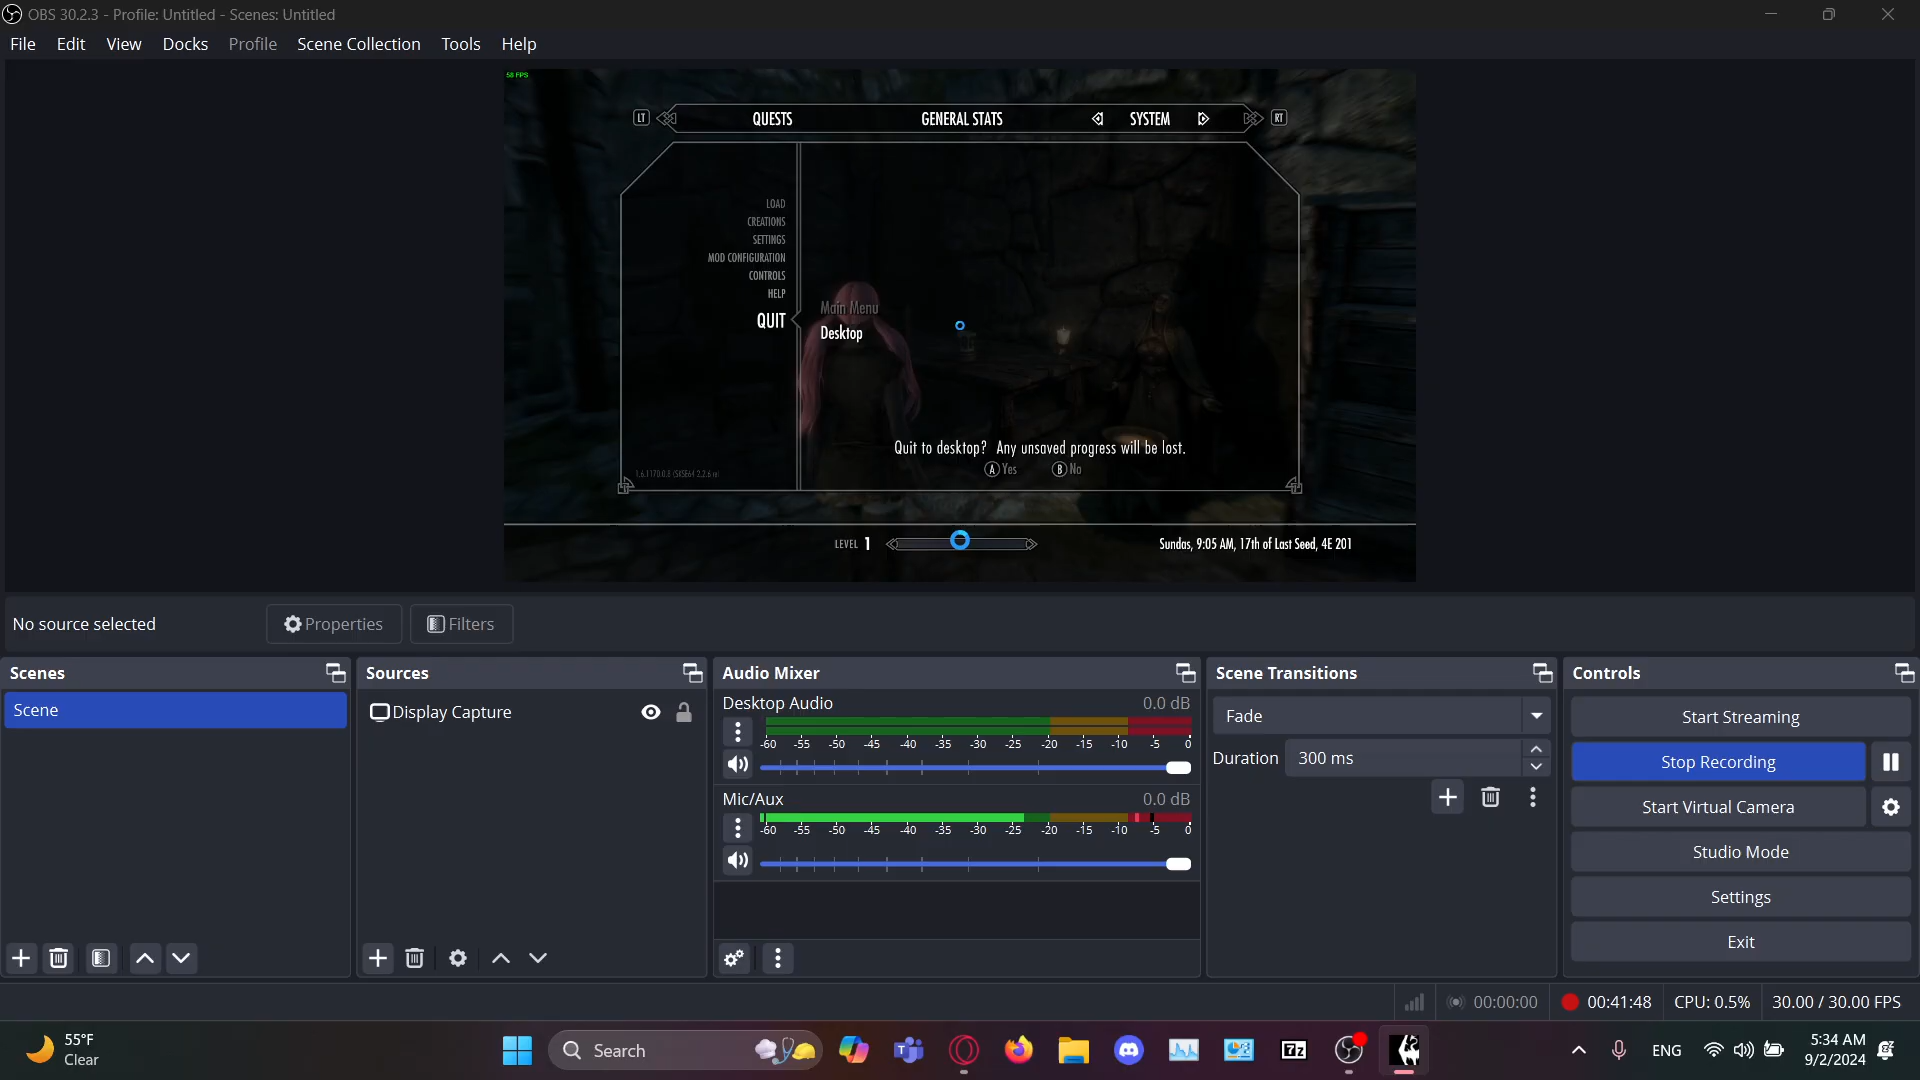 OBS 30.2.3 - Profile: Untitled - Scenes: Untitled
File Edit View Docks Profile Scene Collection Tools Help
58 FPS
LT QUESTS GENERAL STATS SYSTEM RT
LOAD
CREATIONS
SETTINGS
MOD CONFIGURATION
CONTROLS
HELP
QUIT
Main Menu
Desktop
Quit to desktop? Any unsaved progress will be lost.
A Yes B No
LEVEL 1
Sundas, 9:05 AM, 17th of Last Seed, 4E 201
No source selected Properties Filters
Scenes
Scene
Sources
Display Capture
Audio Mixer
Desktop Audio 0.0 dB
-60 -55 -50 -45 -40 -35 -30 -25 -20 -15 -10 -5 0
Mic/Aux 0.0 dB
-60 -55 -50 -45 -40 -35 -30 -25 -20 -15 -10 -5 0
Scene Transitions
Fade
Duration 300 ms
Controls
Start Streaming
Stop Recording
Start Virtual Camera
Studio Mode
Settings
Exit
00:00:00 00:41:48 CPU: 0.5% 30.00 / 30.00 FPS
55°F
Clear
Search
7z
ENG
5:34 AM
9/2/2024